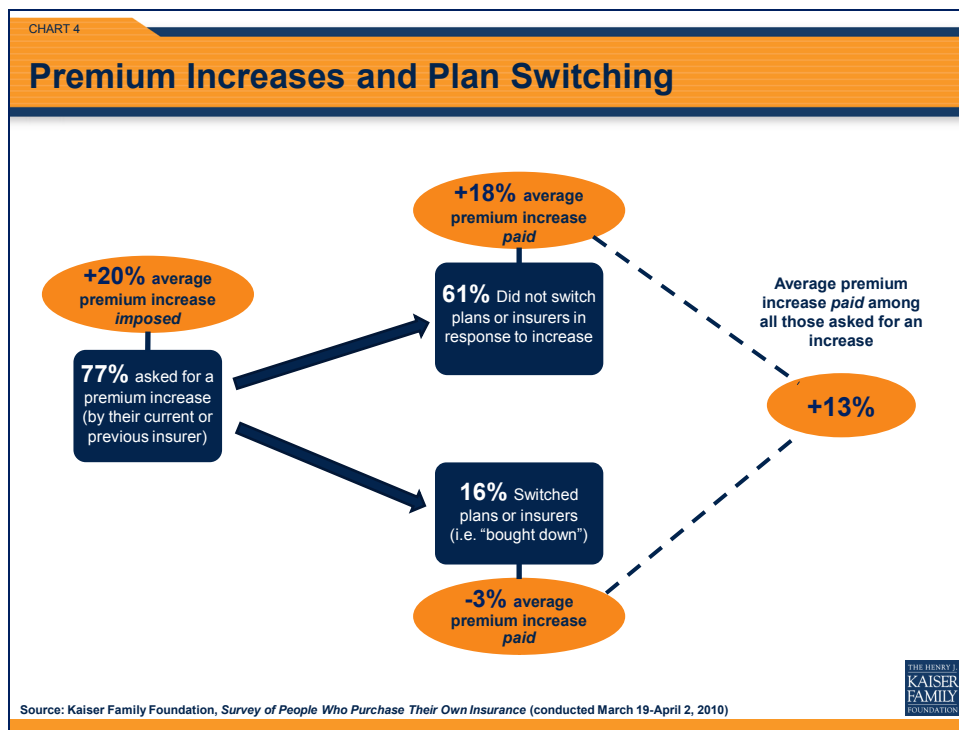 CHART 4
Premium Increases and Plan Switching
+20% average
premium increase
imposed
77% asked for a
premium increase
(by their current or
previous insurer)
+18% average
premium increase
paid
61% Did not switch
plans or insurers in
response to increase
16% Switched
plans or insurers
(i.e. “bought down”)
-3% average
premium increase
paid
Average premium
increase paid among
all those asked for an
increase
+13%
THE HENRY J.
KAISER
FAMILY
FOUNDATION
Source: Kaiser Family Foundation, Survey of People Who Purchase Their Own Insurance (conducted March 19-April 2, 2010)